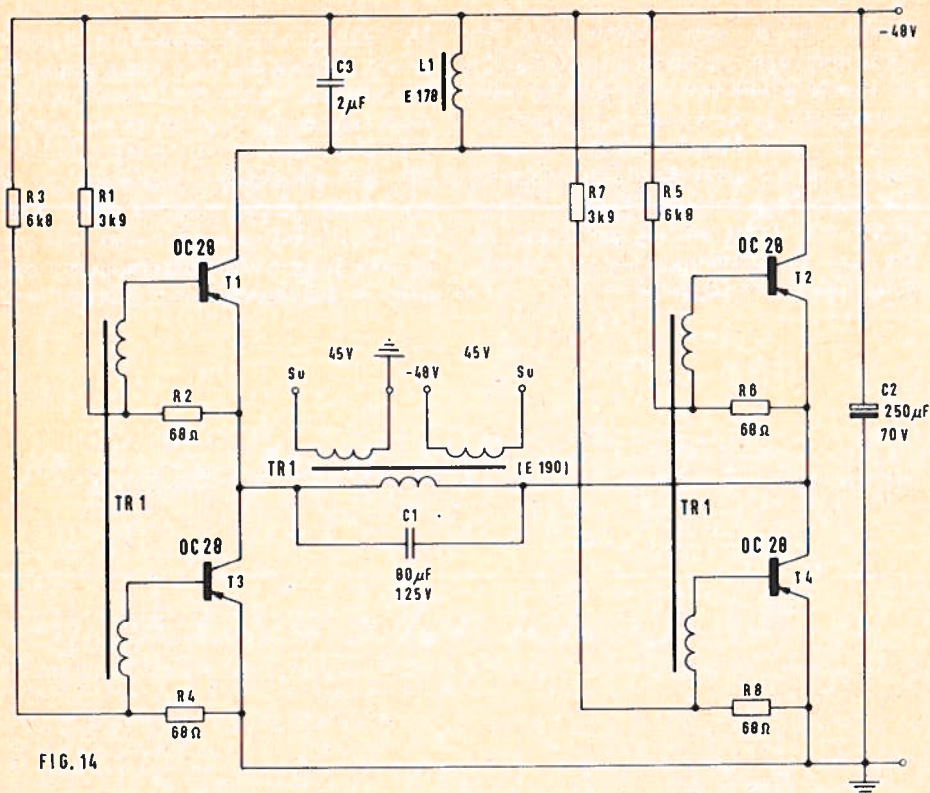 -48V
C3
2µF
L1
E 178
R3
6k8
R1
3k9
R7
3k9
R5
6k8
OC 28
T1
OC 28
T2
45V
-48V
45V
Su
Su
R2
68Ω
R6
68Ω
C2
250µF
70V
TR1
(E 190)
TR 1
TR 1
C1
80µF
125V
OC 28
T3
OC 28
T4
R4
68Ω
R8
68Ω
FIG. 14